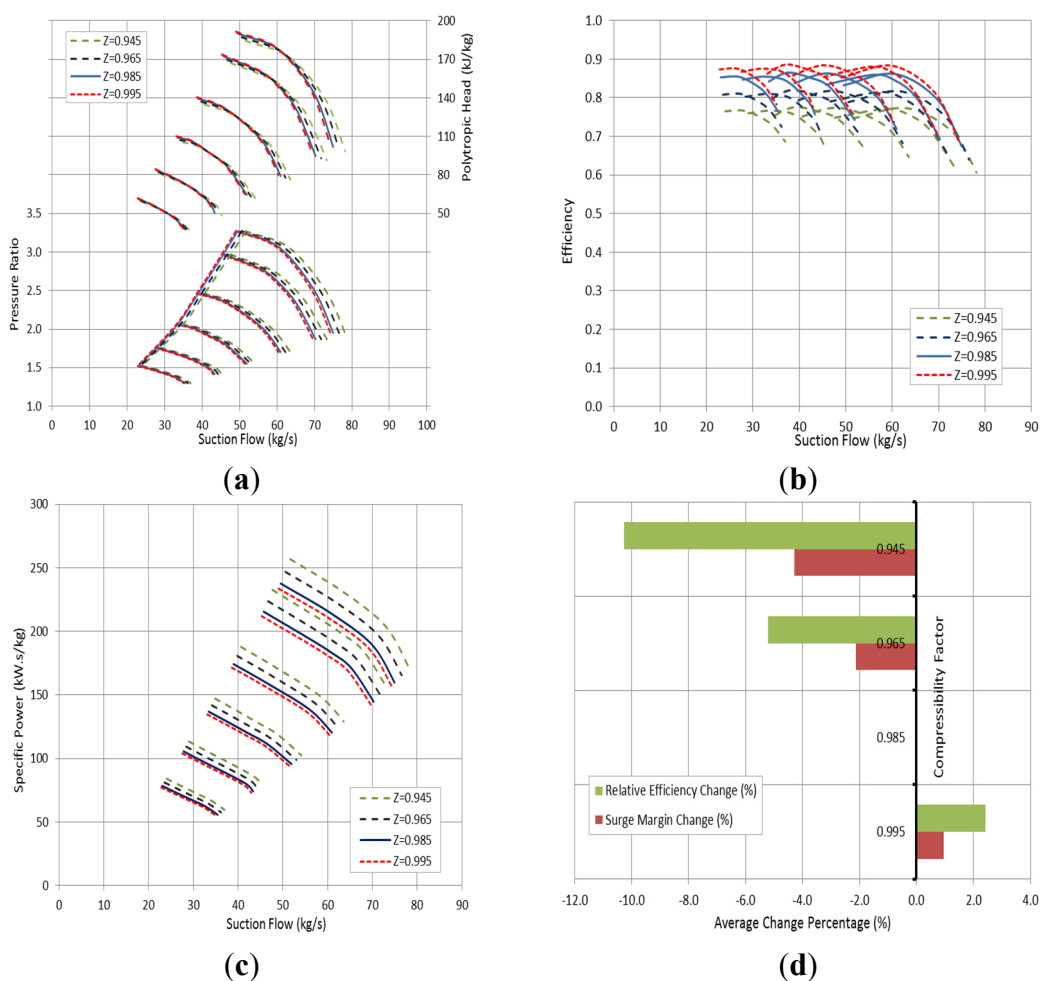 200
170
140
110
80
50
Polytropic Head (kJ/kg)
Z=0.945
Z=0.965
Z=0.985
Z=0.995
3.5
3.0
2.5
2.0
1.5
1.0
Pressure Ratio
0 10 20 30 40 50 60 70 80 90 100
Suction Flow (kg/s)
(a)
1.0
0.9
0.8
0.7
0.6
0.5
0.4
0.3
0.2
0.1
0.0
Efficiency
Z=0.945
Z=0.965
Z=0.985
Z=0.995
0 10 20 30 40 50 60 70 80 90
Suction Flow (kg/s)
(b)
300
250
200
150
100
50
0
Specific Power (kW.s/kg)
Z=0.945
Z=0.965
Z=0.985
Z=0.995
0 10 20 30 40 50 60 70 80 90
Suction Flow (kg/s)
(c)
0.945
0.965
0.985
0.995
Compressibility Factor
Relative Efficiency Change (%)
Surge Margin Change (%)
-12.0 -10.0 -8.0 -6.0 -4.0 -2.0 0.0 2.0 4.0
Average Change Percentage (%)
(d)